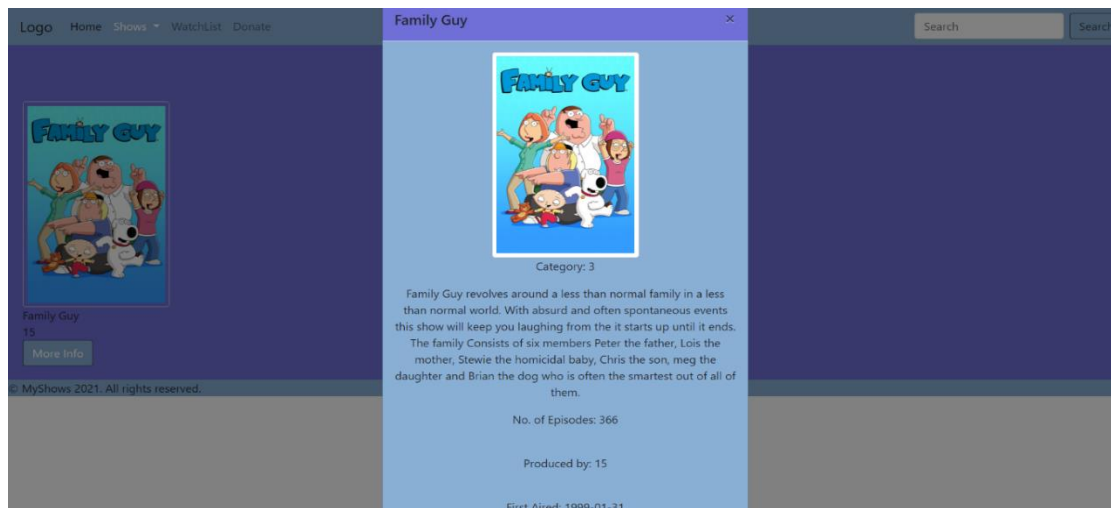 Logo Home Shows WatchList Donate
Search Search
FAMILY GUY
Family Guy
15
More Info
© MyShows 2021. All rights reserved.
Family Guy ×
FAMILY GUY
Category: 3
Family Guy revolves around a less than normal family in a less
than normal world. With absurd and often spontaneous events
this show will keep you laughing from the it starts up until it ends.
The family Consists of six members Peter the father, Lois the
mother, Stewie the homicidal baby, Chris the son, meg the
daughter and Brian the dog who is often the smartest out of all of
them.
No. of Episodes: 366
Produced by: 15
First Aired: 1999-01-31